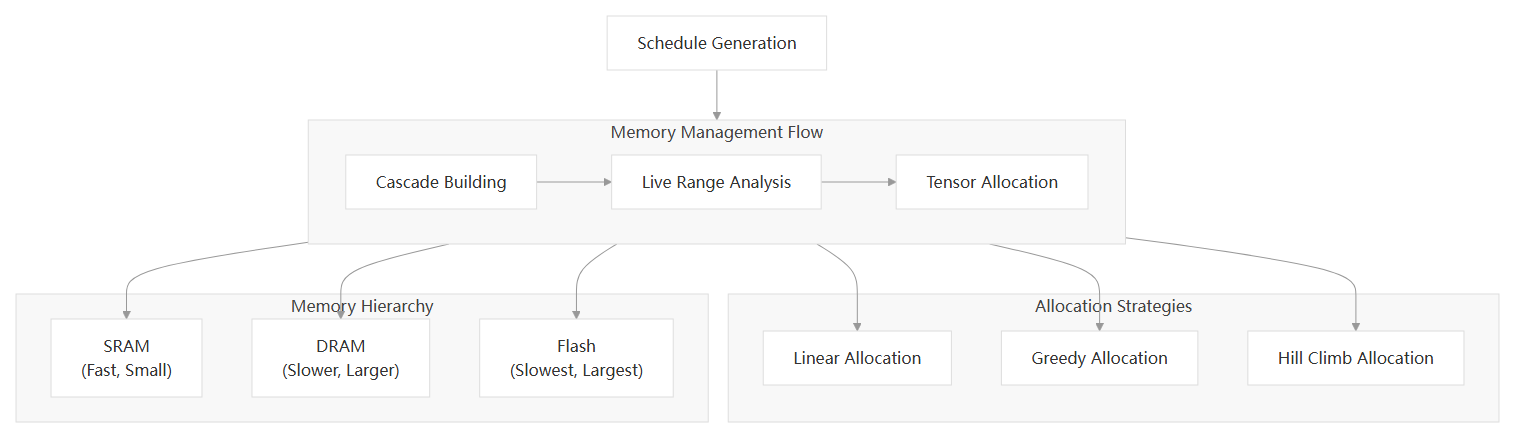 Schedule Generation
Memory Management Flow
Cascade Building
Live Range Analysis
Tensor Allocation
Memory Hierarchy
SRAM
(Fast, Small)
DRAM
(Slower, Larger)
Flash
(Slowest, Largest)
Allocation Strategies
Linear Allocation
Greedy Allocation
Hill Climb Allocation